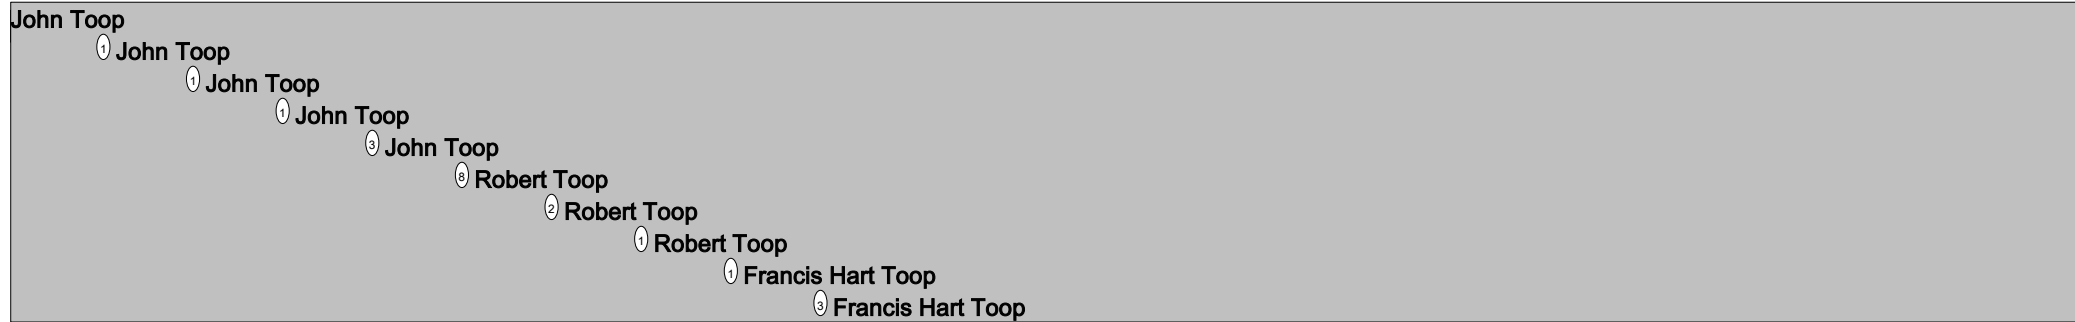 John Toop
1 John Toop
1 John Toop
1 John Toop
3 John Toop
8 Robert Toop
2 Robert Toop
1 Robert Toop
1 Francis Hart Toop
3 Francis Hart Toop